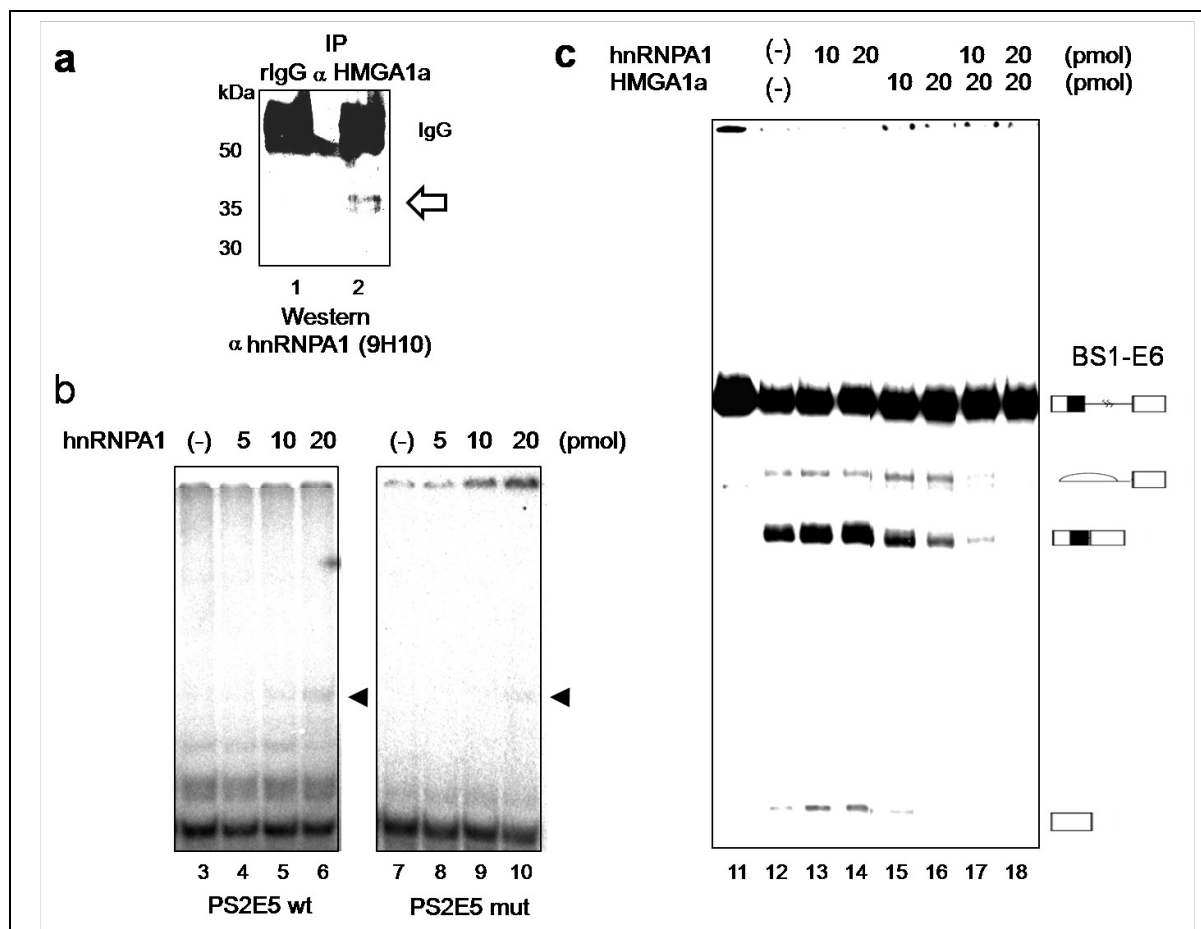 a
IP
rIgG α HMGA1a
kDa
IgG
50
35
30
1 2
Western
α hnRNPA1 (9H10)
b
hnRNPA1 (-) 5 10 20 (-) 5 10 20 (pmol)
3 4 5 6 7 8 9 10
PS2E5 wt PS2E5 mut
c
hnRNPA1 (-) 10 20 10 20 (pmol)
HMGA1a (-) 10 20 20 20 (pmol)
BS1-E6
11 12 13 14 15 16 17 18